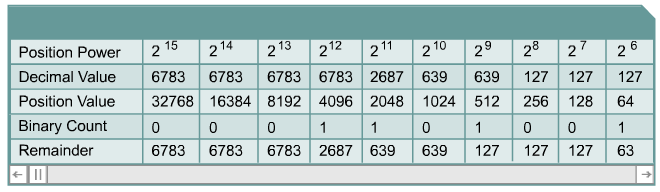 Position Power 2 15 2 14 2 13 2 12 2 11 2 10 2 9 2 8 2 7 2 6
Decimal Value 6783 6783 6783 6783 2687 639 639 127 127 127
Position Value 32768 16384 8192 4096 2048 1024 512 256 128 64
Binary Count 0 0 0 1 1 0 1 0 0 1
Remainder 6783 6783 6783 2687 639 639 127 127 127 63